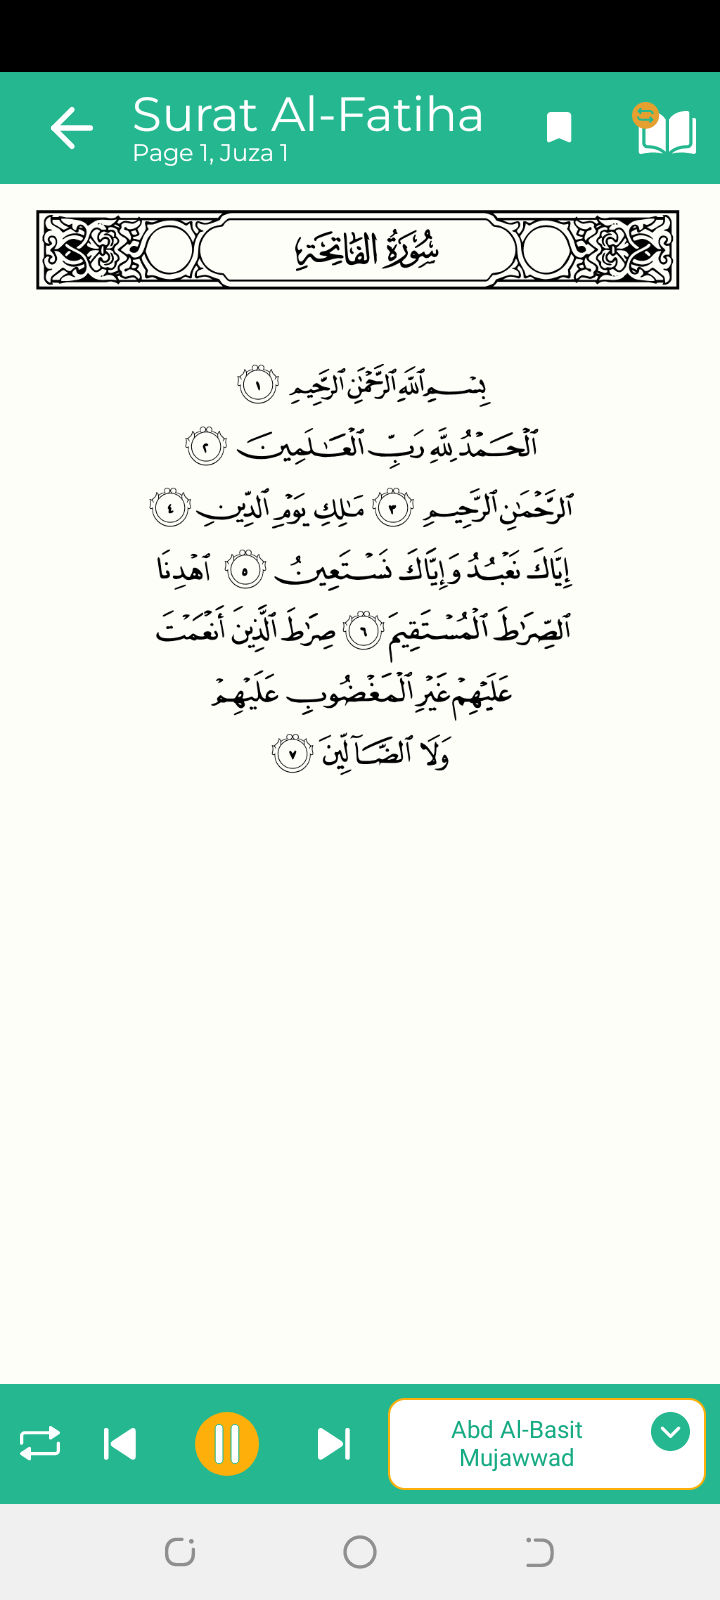 Surat Al-Fatiha
Page 1, Juza 1
سُورَةُ الفَاتِحَةِ
بِسۡمِ ٱللَّهِ ٱلرَّحۡمَٰنِ ٱلرَّحِيمِ ١
ٱلۡحَمۡدُ لِلَّهِ رَبِّ ٱلۡعَٰلَمِينَ ٢
ٱلرَّحۡمَٰنِ ٱلرَّحِيمِ ٣ مَٰلِكِ يَوۡمِ ٱلدِّينِ ٤
إِيَّاكَ نَعۡبُدُ وَإِيَّاكَ نَسۡتَعِينُ ٥ ٱهۡدِنَا
ٱلصِّرَٰطَ ٱلۡمُسۡتَقِيمَ ٦ صِرَٰطَ ٱلَّذِينَ أَنۡعَمۡتَ
عَلَيۡهِمۡ غَيۡرِ ٱلۡمَغۡضُوبِ عَلَيۡهِمۡ
وَلَا ٱلضَّآلِّينَ ٧
Abd Al-Basit
Mujawwad